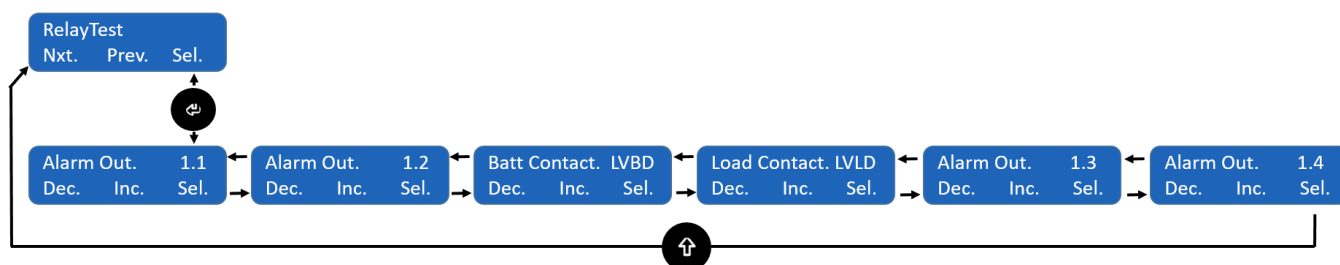 RelayTest
Nxt. Prev. Sel.
Alarm Out. 1.1
Dec. Inc. Sel.
Alarm Out. 1.2
Dec. Inc. Sel.
Batt Contact. LVBD
Dec. Inc. Sel.
Load Contact. LVLD
Dec. Inc. Sel.
Alarm Out. 1.3
Dec. Inc. Sel.
Alarm Out. 1.4
Dec. Inc. Sel.